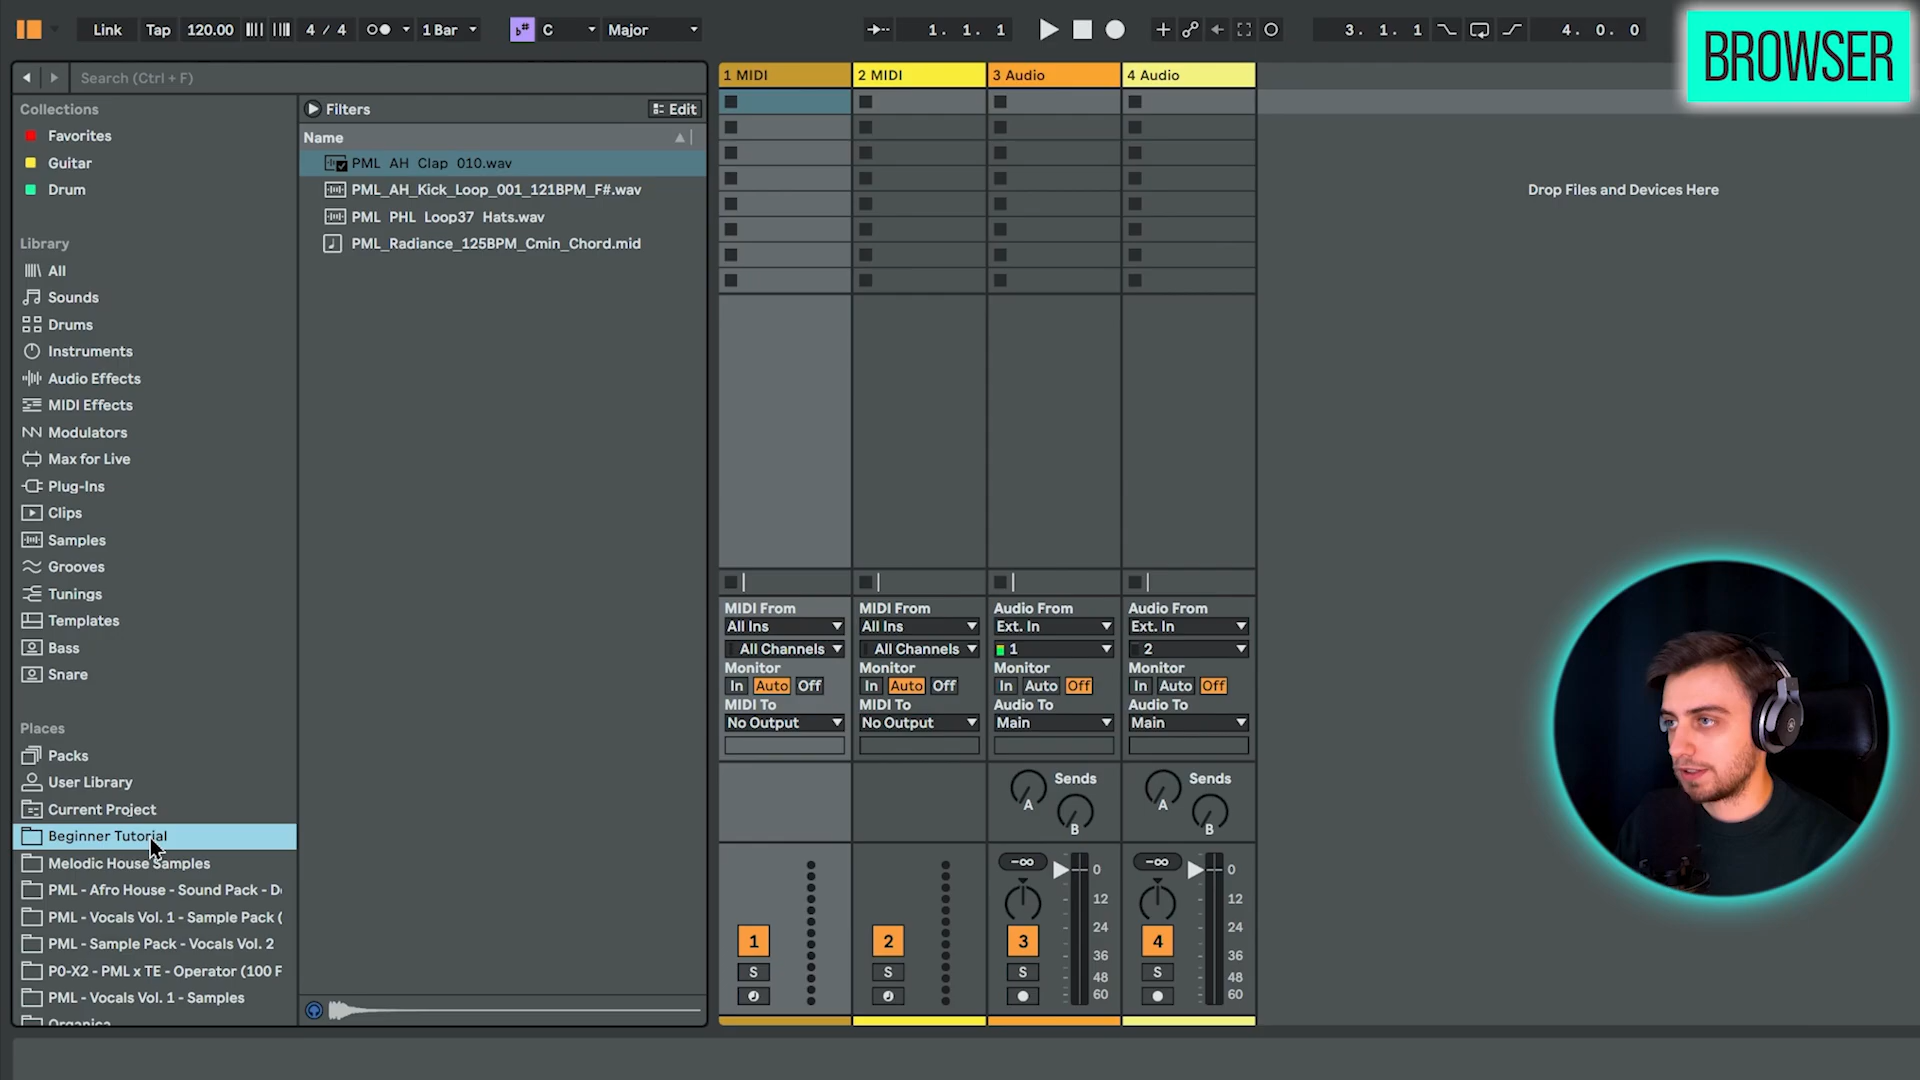 Link Tap 120.00 4 / 4 1 Bar C Major 1. 1. 1 3. 1. 1 4. 0. 0
BROWSER
Search (Ctrl + F)
Collections
Favorites
Guitar
Drum
Library
All
Sounds
Drums
Instruments
Audio Effects
MIDI Effects
Modulators
Max for Live
Plug-Ins
Clips
Samples
Grooves
Tunings
Templates
Bass
Snare
Places
Packs
User Library
Current Project
Beginner Tutorial
Melodic House Samples
PML - Afro House - Sound Pack - D
PML - Vocals Vol. 1 - Sample Pack (
PML - Sample Pack - Vocals Vol. 2
P0-X2 - PML x TE - Operator (100 F
PML - Vocals Vol. 1 - Samples
Organica
Filters Edit
Name
PML_AH_Clap_010.wav
PML_AH_Kick_Loop_001_121BPM_F#.wav
PML_PHL_Loop37_Hats.wav
PML_Radiance_125BPM_Cmin_Chord.mid
1 MIDI 2 MIDI 3 Audio 4 Audio
Drop Files and Devices Here
MIDI From MIDI From Audio From Audio From
All Ins All Ins Ext. In Ext. In
All Channels All Channels 1 2
Monitor Monitor Monitor Monitor
In Auto Off In Auto Off In Auto Off In Auto Off
MIDI To MIDI To Audio To Audio To
No Output No Output Main Main
Sends Sends
A A
B B
-∞ -∞
0 0
12 12
24 24
1 2 3 4
36 36
S S S S
48 48
60 60